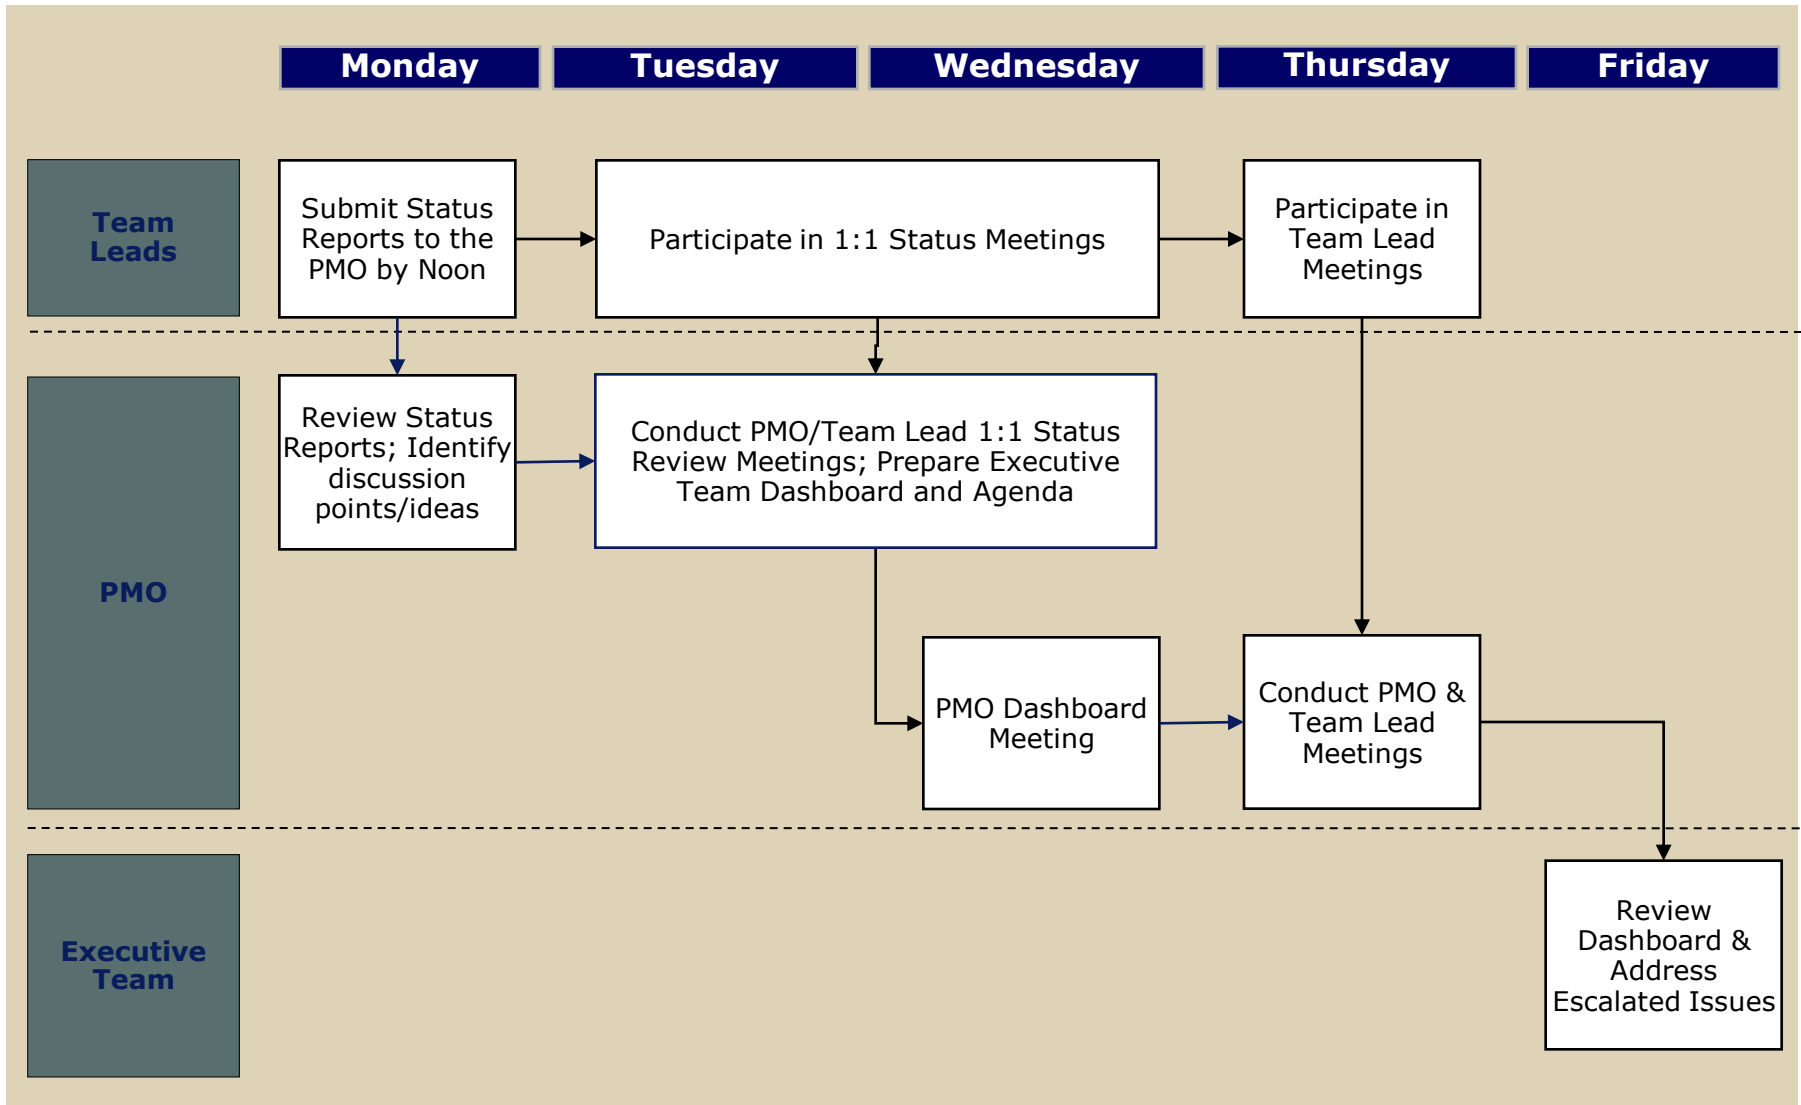 Monday
Tuesday
Wednesday
Thursday
Friday
Team
Leads
Submit Status
Reports to the
PMO by Noon
Participate in 1:1 Status Meetings
Participate in
Team Lead
Meetings
PMO
Review Status
Reports; Identify
discussion
points/ideas
Conduct PMO/Team Lead 1:1 Status
Review Meetings; Prepare Executive
Team Dashboard and Agenda
PMO Dashboard
Meeting
Conduct PMO &
Team Lead
Meetings
Executive
Team
Review
Dashboard &
Address
Escalated Issues